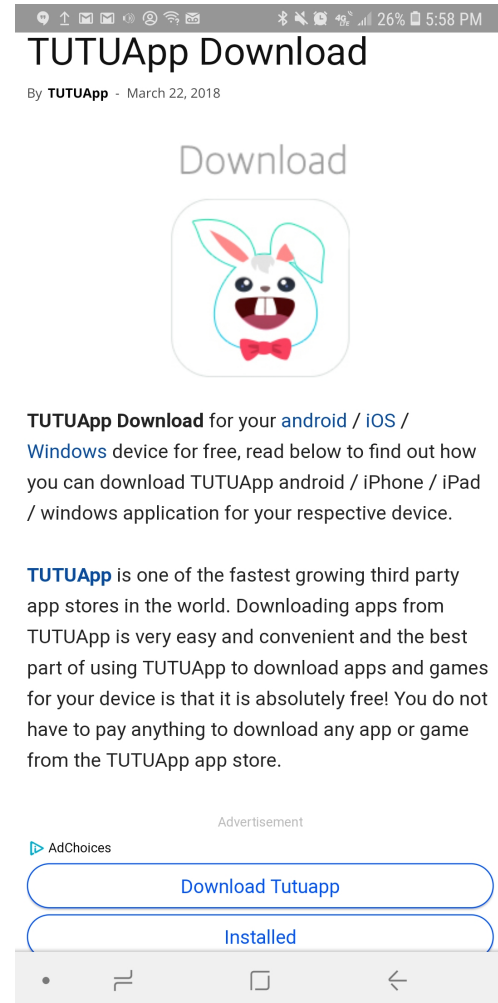 26% 5:58 PM
TUTUApp Download
By TUTUApp - March 22, 2018
Download
TUTUApp Download for your android / iOS /
Windows device for free, read below to find out how
you can download TUTUApp android / iPhone / iPad
/ windows application for your respective device.
TUTUApp is one of the fastest growing third party
app stores in the world. Downloading apps from
TUTUApp is very easy and convenient and the best
part of using TUTUApp to download apps and games
for your device is that it is absolutely free! You do not
have to pay anything to download any app or game
from the TUTUApp app store.
Advertisement
AdChoices
Download Tutuapp
Installed